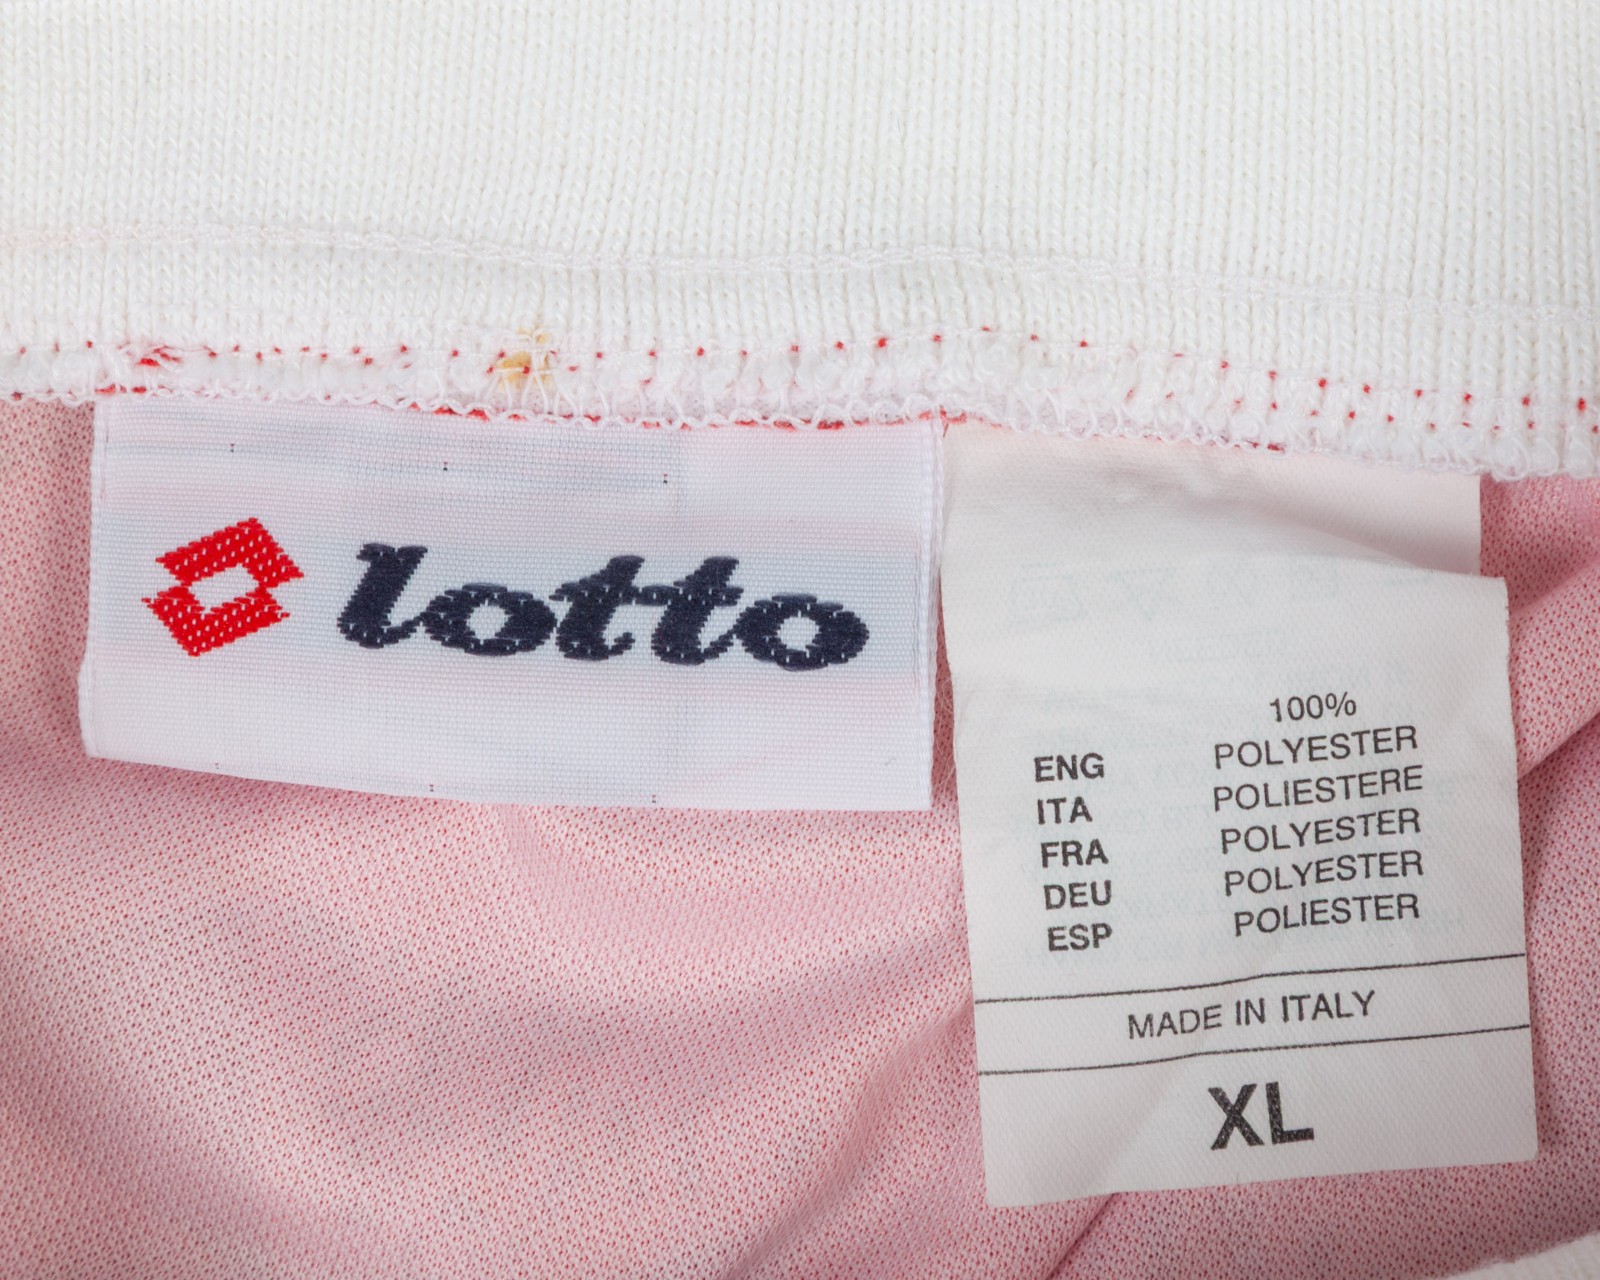 lotto
100%
ENG POLYESTER
ITA POLIESTERE
FRA POLYESTER
DEU POLYESTER
ESP POLIESTER
MADE IN ITALY
XL